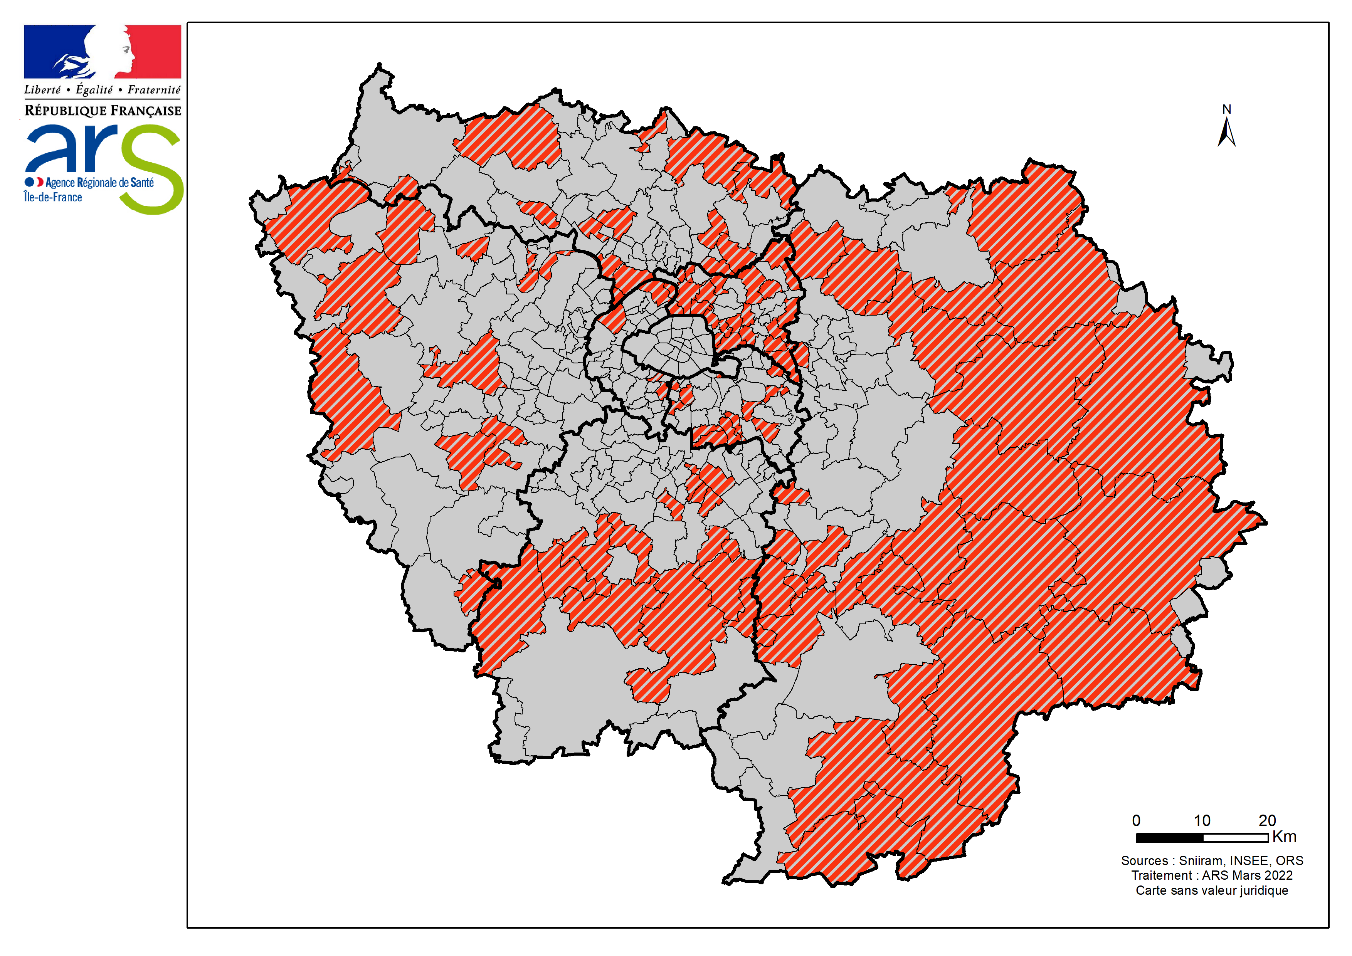 Liberté • Égalité • Fraternité
RÉPUBLIQUE FRANÇAISE
ars
Agence Régionale de Santé
Île-de-France
N
0 10 20
Km
Sources : Sniiram, INSEE, ORS
Traitement : ARS Mars 2022
Carte sans valeur juridique